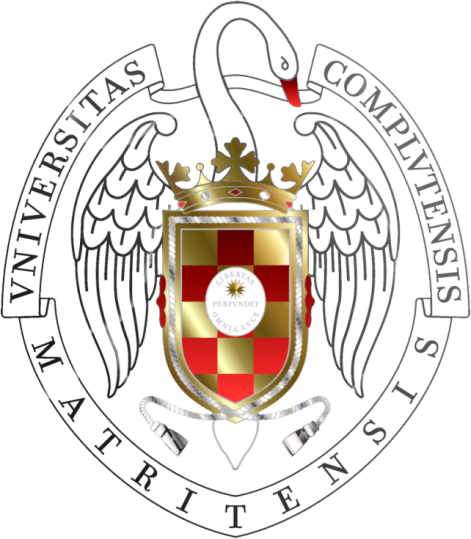 VNIVERSITAS
COMPLVTENSIS
MATRITENSIS
LIBERTAS
PERFVNDET
OMNIA LVCE